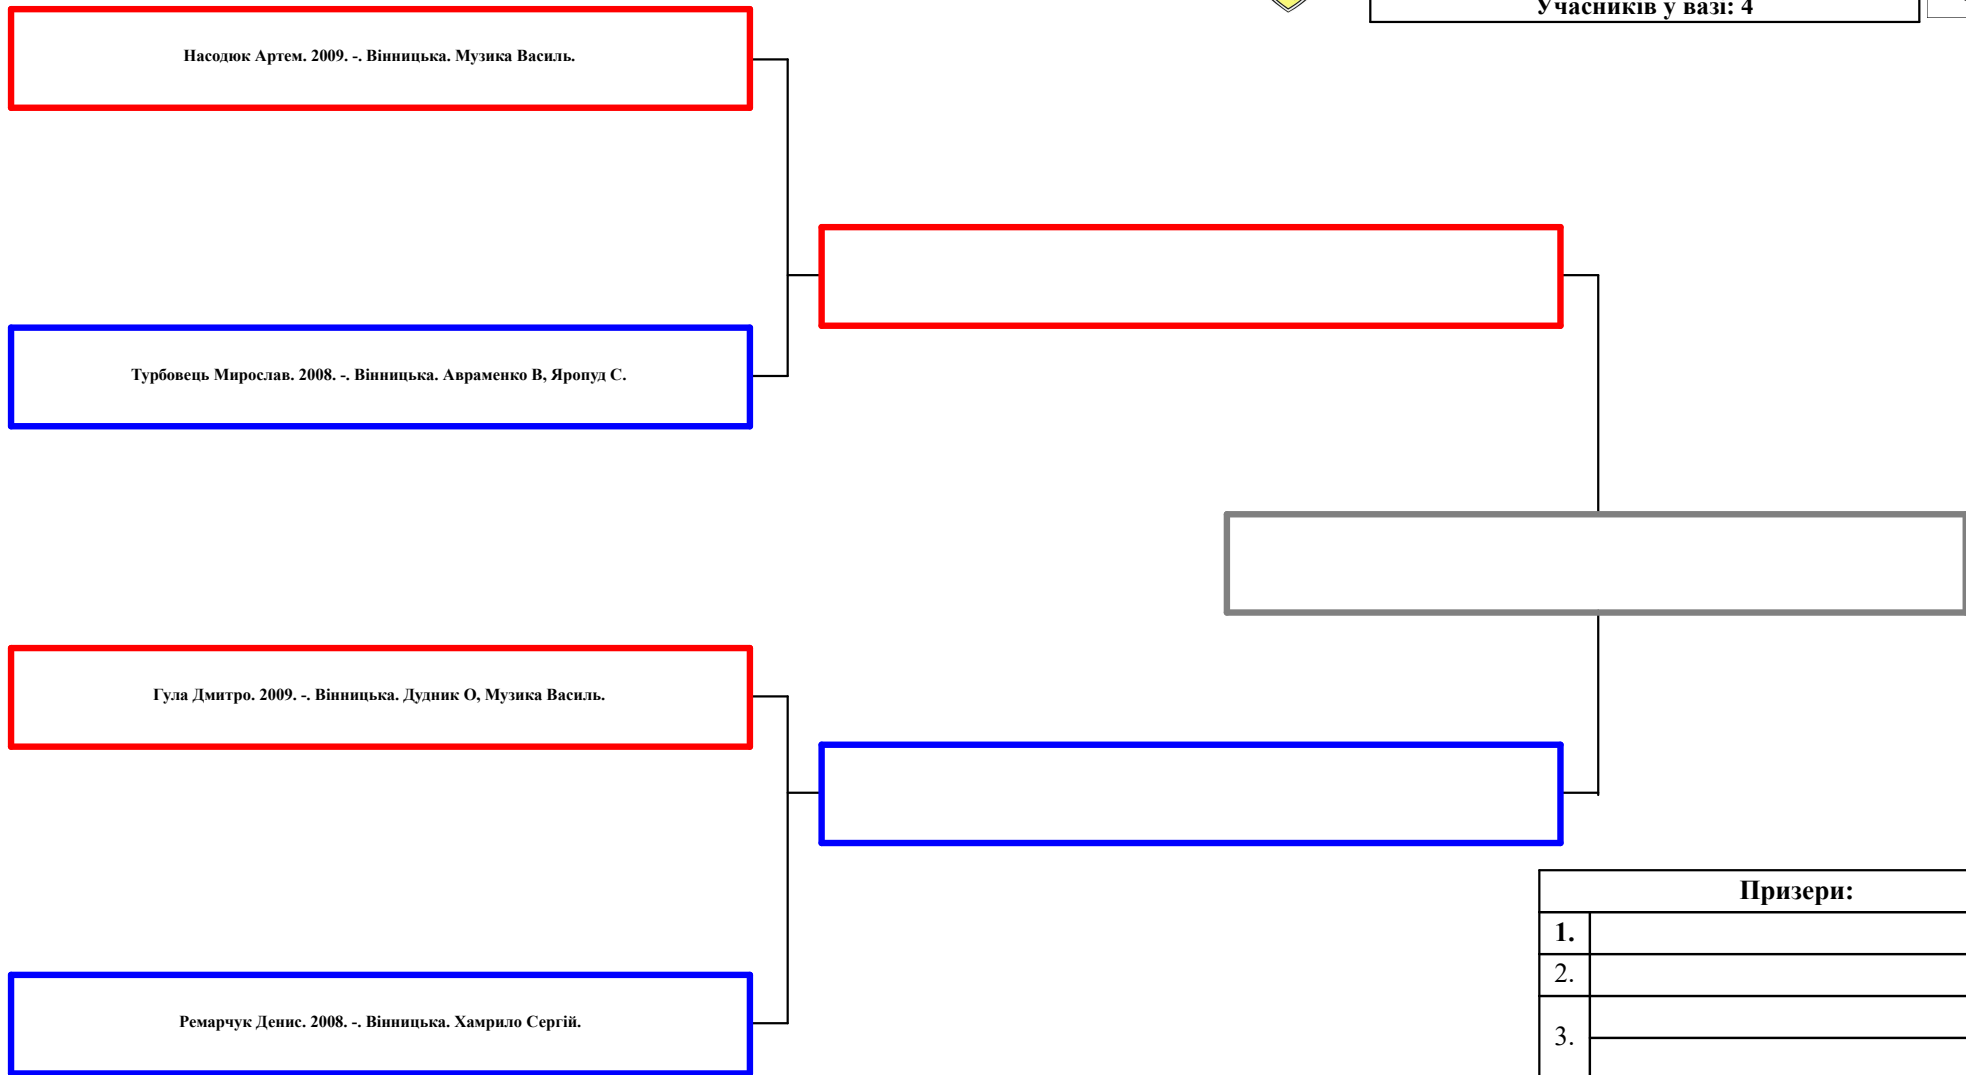 Учасників у вазі: 4
Насодюк Артем. 2009. -. Вінницька. Музика Василь.
Турбовець Мирослав. 2008. -. Вінницька. Авраменко В, Яропуд С.
Гула Дмитро. 2009. -. Вінницька. Дудник О, Музика Василь.
Ремарчук Денис. 2008. -. Вінницька. Хамрило Сергій.
Призери:
1.
2.
3.